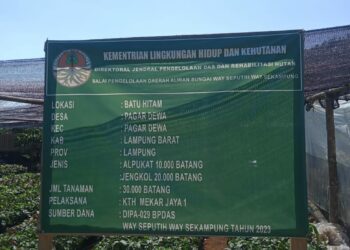 KEMENTRIAN LINGKUNGAN HIDUP DAN KEHUTANAN
DIREKTORAL JENDRAL PENGELOLAAN DAS DAN REHABILITASI HUTAN
BALAI PENGELOLAAN DAERAH ALIRAN SUNGAI WAY SEPUTIH WAY SEKAMPUNG
LOKASI : BATU HITAM
DESA : PAGAR DEWA
KEC : PAGAR DEWA
KAB : LAMPUNG BARAT
PROV : LAMPUNG
JENIS : ALPUKAT 10.000 BATANG
JENGKOL 20.000 BATANG
JML TANAMAN : 30.000 BATANG
PELAKSANA : KTH MEKAR JAYA 1
SUMBER DANA : DIPA-029 BPDAS
WAY SEPUTIH WAY SEKAMPUNG TAHUN 2023